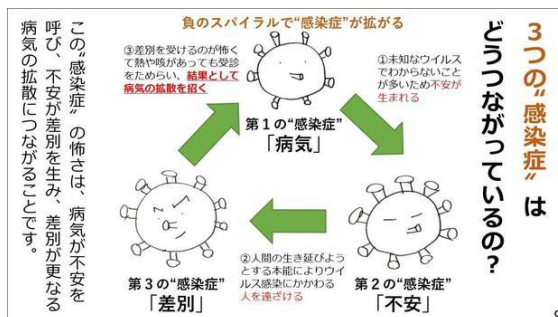 3つの〝感染症〞は
どうつながっているの？
負のスパイラルで“感染症”が拡がる
①未知なウイルス
でわからないこと
が多いため不安が
生まれる
第１の“感染症”
「病気」
第２の“感染症”
「不安」
②人間の生き延びよう
とする本能によりウイ
ルス感染にかかわる
人を遠ざける
第３の“感染症”
「差別」
③差別を受けるのが怖く
て熱や咳があっても受診
をためらい、結果として
病気の拡散を招く
この〝感染症〞の怖さは、病気が不安を
呼び、不安が差別を生み、差別が更なる
病気の拡散につながることです。